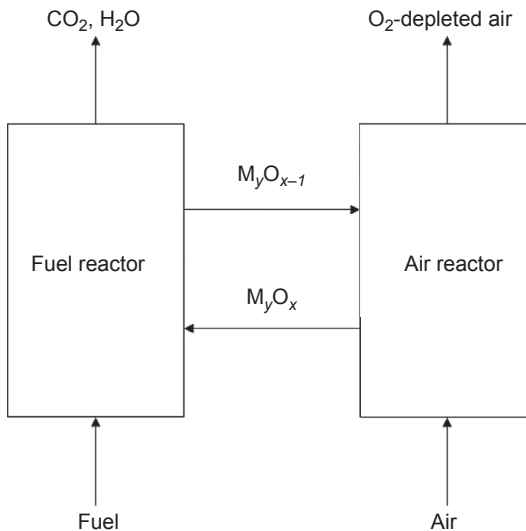 CO₂, H₂O
O₂-depleted air
MyOx–1
Fuel reactor
Air reactor
MyOx
Fuel
Air